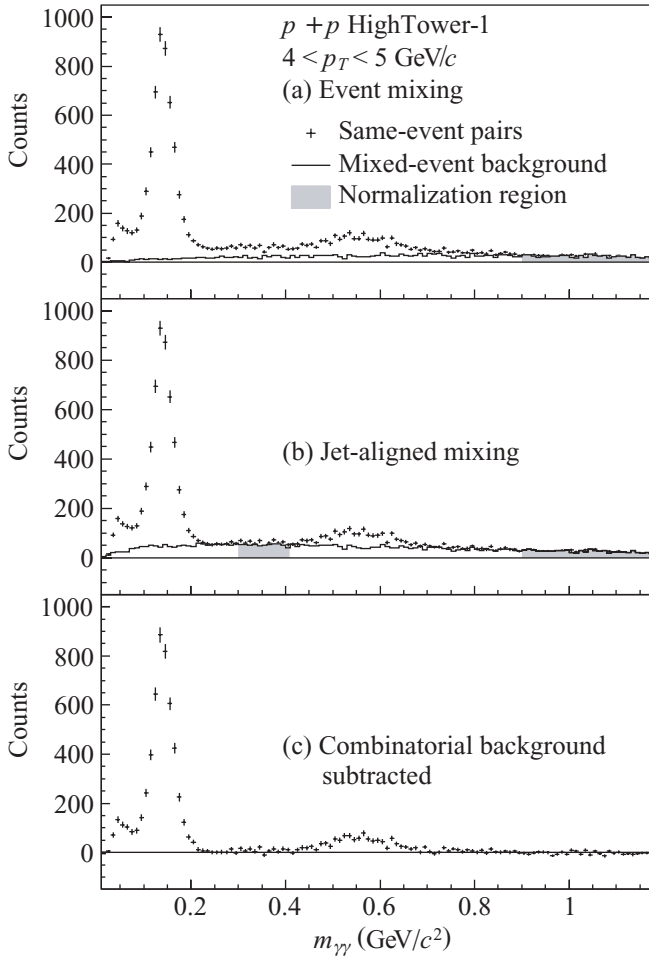 1000
800
600
400
200
0
Counts
p + p HighTower-1
4 < p_T < 5 GeV/c
(a) Event mixing
Same-event pairs
Mixed-event background
Normalization region
1000
800
600
400
200
0
Counts
(b) Jet-aligned mixing
1000
800
600
400
200
0
Counts
(c) Combinatorial background
subtracted
0.2 0.4 0.6 0.8 1
m_γγ (GeV/c²)